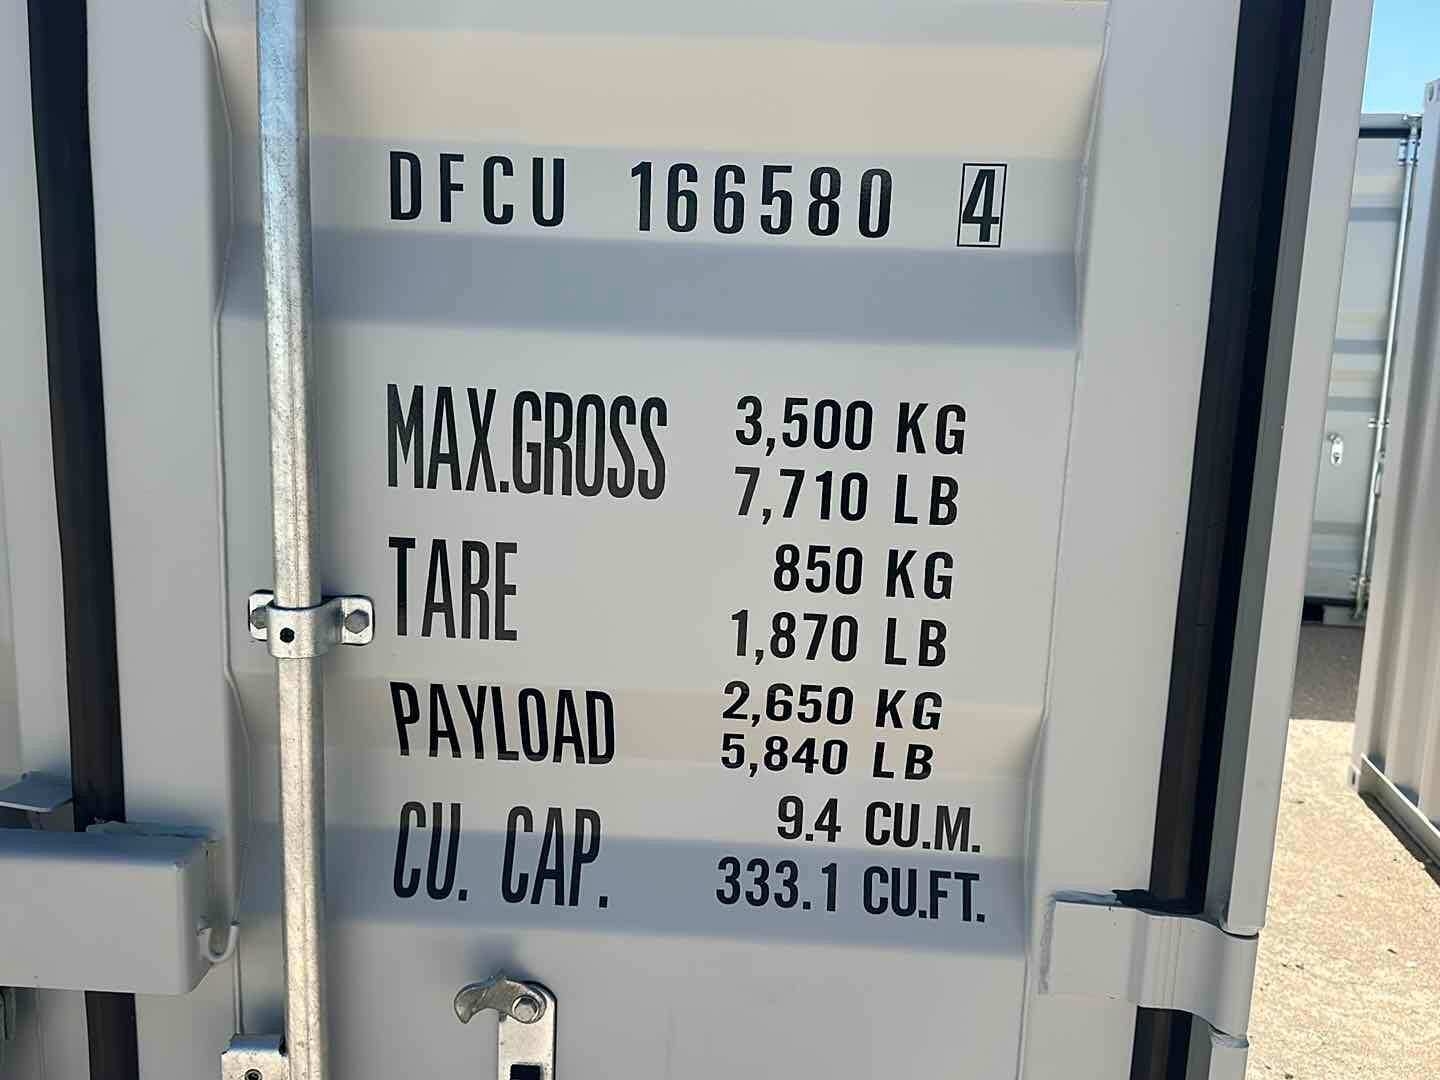 DFCU 166580 4
MAX.GROSS 3,500 KG
7,710 LB
TARE 850 KG
1,870 LB
PAYLOAD 2,650 KG
5,840 LB
CU. CAP. 9.4 CU.M.
333.1 CU.FT.